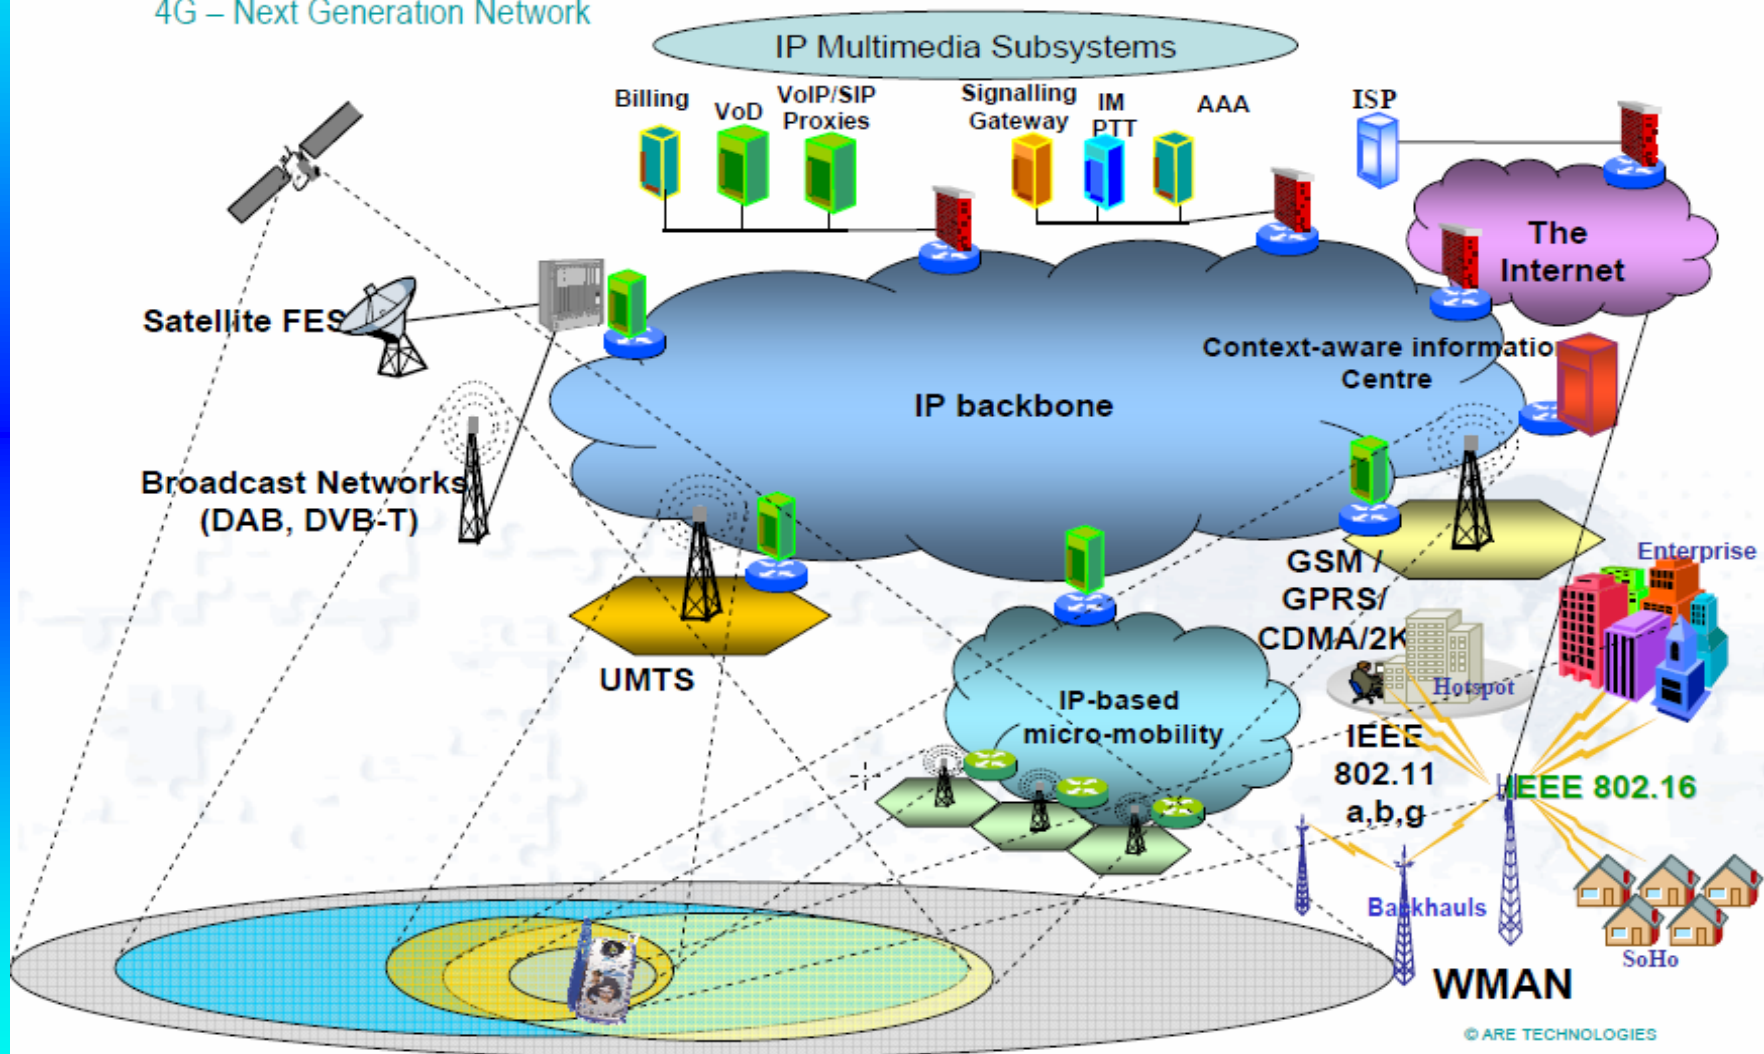 4G – Next Generation Network
IP Multimedia Subsystems
Billing
VoD
VoIP/SIP
Proxies
Signalling
Gateway
IM
PTT
AAA
ISP
The
Internet
Satellite FES
Context-aware information
Centre
IP backbone
Broadcast Networks
(DAB, DVB-T)
GSM /
GPRS/
CDMA/2K
Enterprise
UMTS
Hotspot
IP-based
micro-mobility
IEEE
802.11
a,b,g
IEEE 802.16
Backhauls
SoHo
WMAN
© ARE TECHNOLOGIES